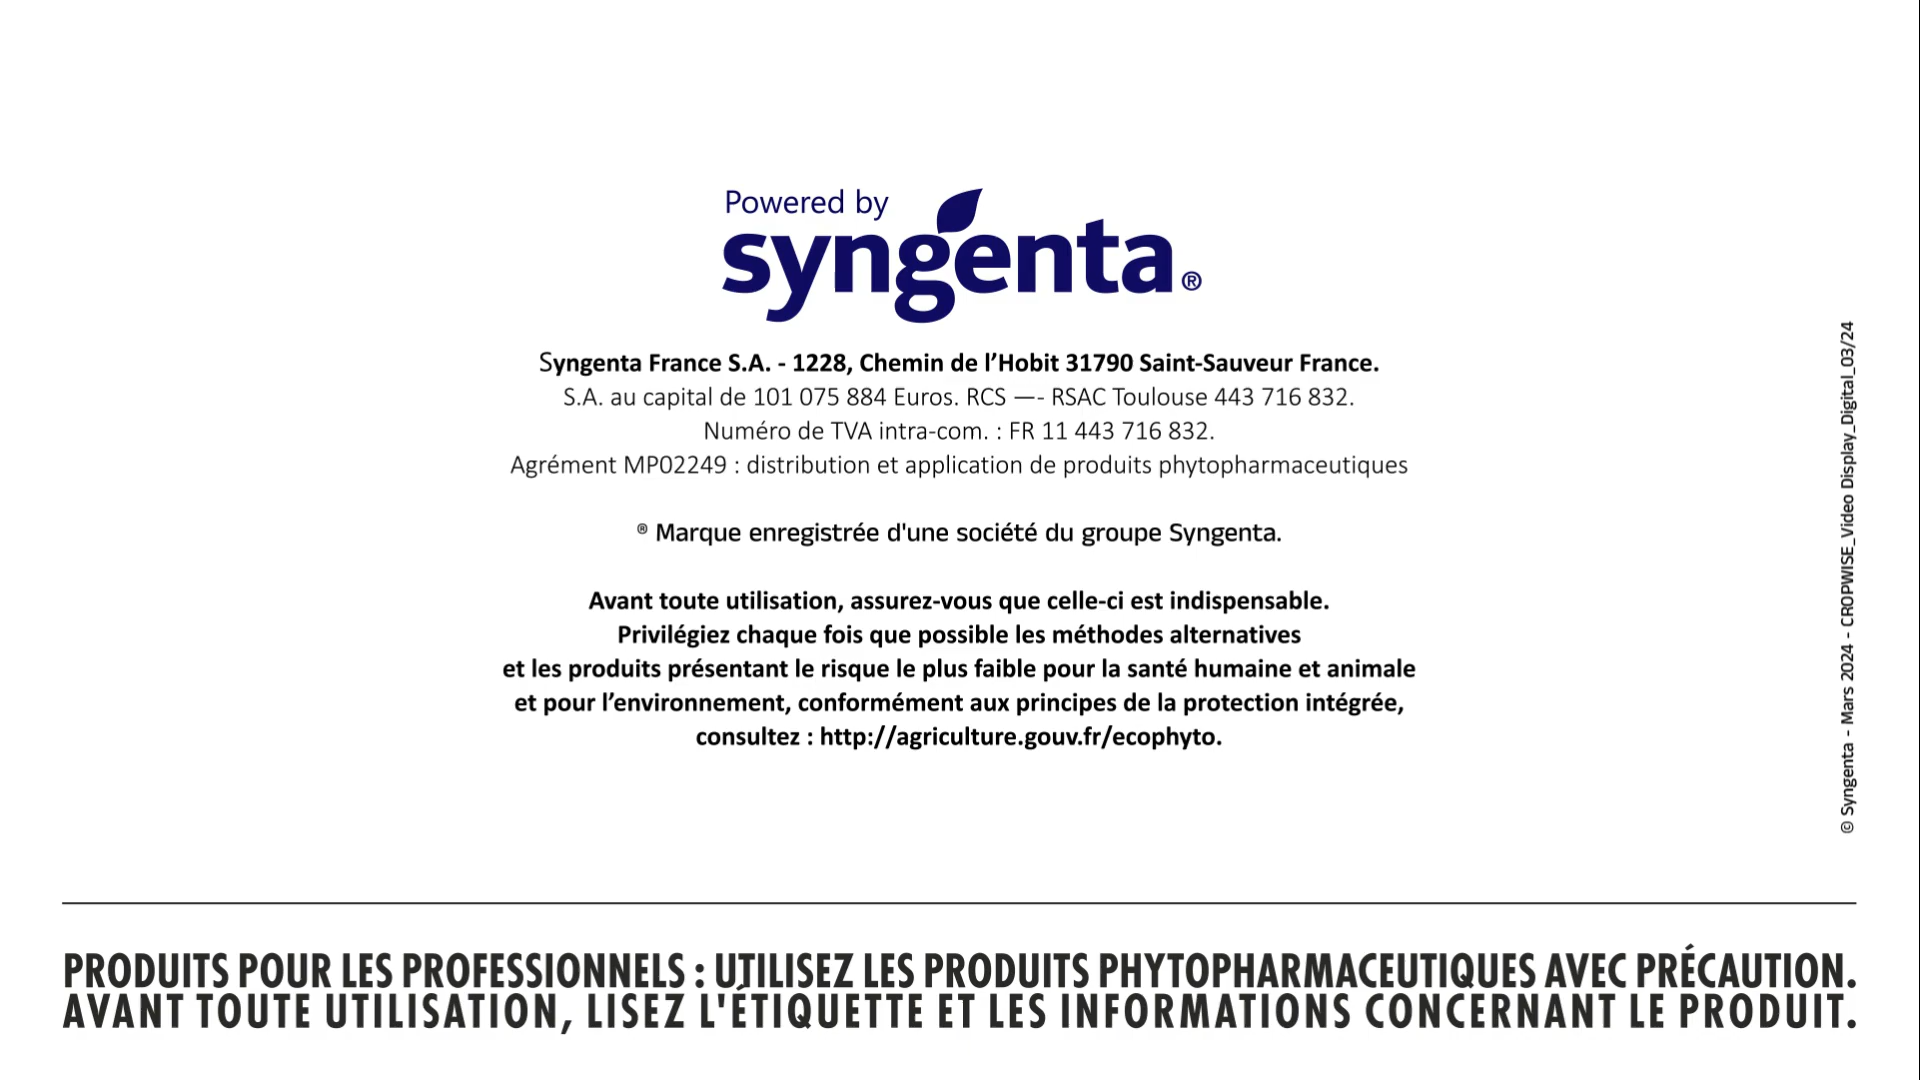 Powered by
syngenta®
Syngenta France S.A. - 1228, Chemin de l’Hobit 31790 Saint-Sauveur France.
S.A. au capital de 101 075 884 Euros. RCS —- RSAC Toulouse 443 716 832.
Numéro de TVA intra-com. : FR 11 443 716 832.
Agrément MP02249 : distribution et application de produits phytopharmaceutiques
® Marque enregistrée d'une société du groupe Syngenta.
Avant toute utilisation, assurez-vous que celle-ci est indispensable.
Privilégiez chaque fois que possible les méthodes alternatives
et les produits présentant le risque le plus faible pour la santé humaine et animale
et pour l’environnement, conformément aux principes de la protection intégrée,
consultez : http://agriculture.gouv.fr/ecophyto.
© Syngenta - Mars 2024 - CROPWISE_Video Display_Digital_03/24
PRODUITS POUR LES PROFESSIONNELS : UTILISEZ LES PRODUITS PHYTOPHARMACEUTIQUES AVEC PRÉCAUTION.
AVANT TOUTE UTILISATION, LISEZ L'ÉTIQUETTE ET LES INFORMATIONS CONCERNANT LE PRODUIT.